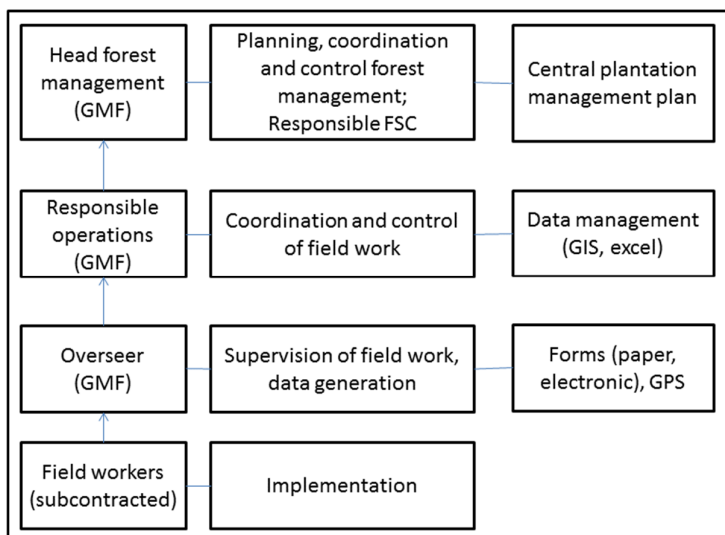 Head forest
management
(GMF)
Planning, coordination
and control forest
management;
Responsible FSC
Central plantation
management plan
Responsible
operations
(GMF)
Coordination and control
of field work
Data management
(GIS, excel)
Overseer
(GMF)
Supervision of field work,
data generation
Forms (paper,
electronic), GPS
Field workers
(subcontracted)
Implementation